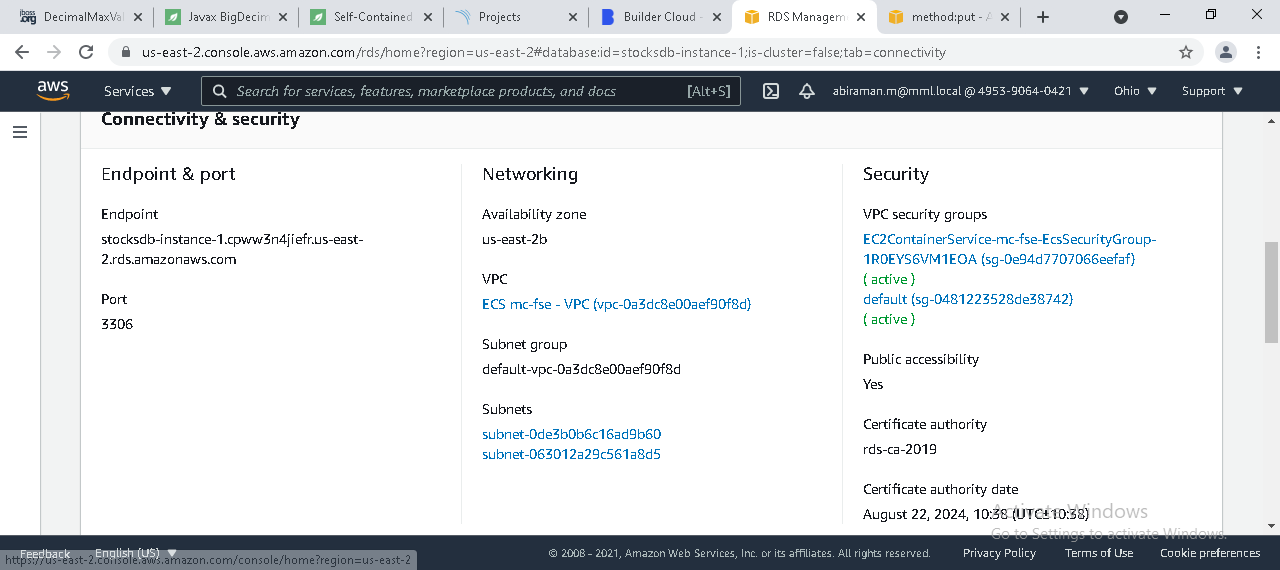 DecimalMaxVal
Javax BigDecim
Self-Contained
Projects
Builder Cloud -
RDS Managem
method:put - A
us-east-2.console.aws.amazon.com/rds/home?region=us-east-2#database:id=stocksdb-instance-1;is-cluster=false;tab=connectivity
aws
Services
Search for services, features, marketplace products, and docs
[Alt+S]
abiraman.m@mml.local @ 4953-9064-0421
Ohio
Support
Connectivity & security
Endpoint & port
Endpoint
stocksdb-instance-1.cpww3n4jiefr.us-east-
2.rds.amazonaws.com
Port
3306
Networking
Availability zone
us-east-2b
VPC
ECS mc-fse - VPC (vpc-0a3dc8e00aef90f8d)
Subnet group
default-vpc-0a3dc8e00aef90f8d
Subnets
subnet-0de3b0b6c16ad9b60
subnet-063012a29c561a8d5
Security
VPC security groups
EC2ContainerService-mc-fse-EcsSecurityGroup-
1R0EYS6VM1EOA (sg-0e94d7707066eefaf)
( active )
default (sg-0481223528de38742)
( active )
Public accessibility
Yes
Certificate authority
rds-ca-2019
Certificate authority date
August 22, 2024, 10:38 (UTC±10:38)
Activate Windows
Go to Settings to activate Windows.
Feedback
English (US)
© 2008 - 2021, Amazon Web Services, Inc. or its affiliates. All rights reserved.
Privacy Policy
Terms of Use
Cookie preferences
https://us-east-2.console.aws.amazon.com/console/home?region=us-east-2